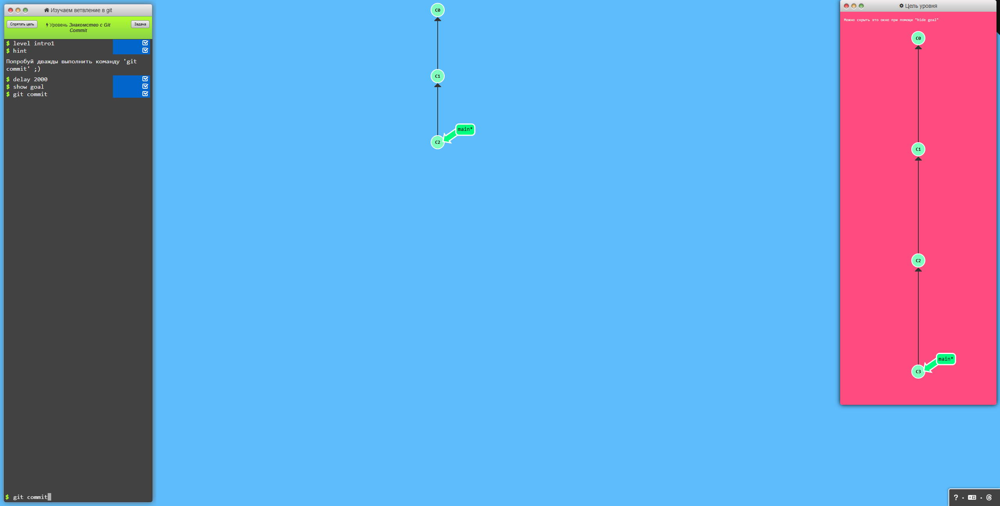 Изучаем ветвление в git
Спрятать цель
Уровень Знакомство с Git
Commit
Задача
$ level intro1
$ hint
Попробуй дважды выполнить команду 'git
commit' ;)
$ delay 2000
$ show goal
$ git commit
$ git commit
C0
C1
main*
C2
Цель уровня
Можно скрыть это окно при помощи "hide goal"
C0
C1
C2
main*
C3
?